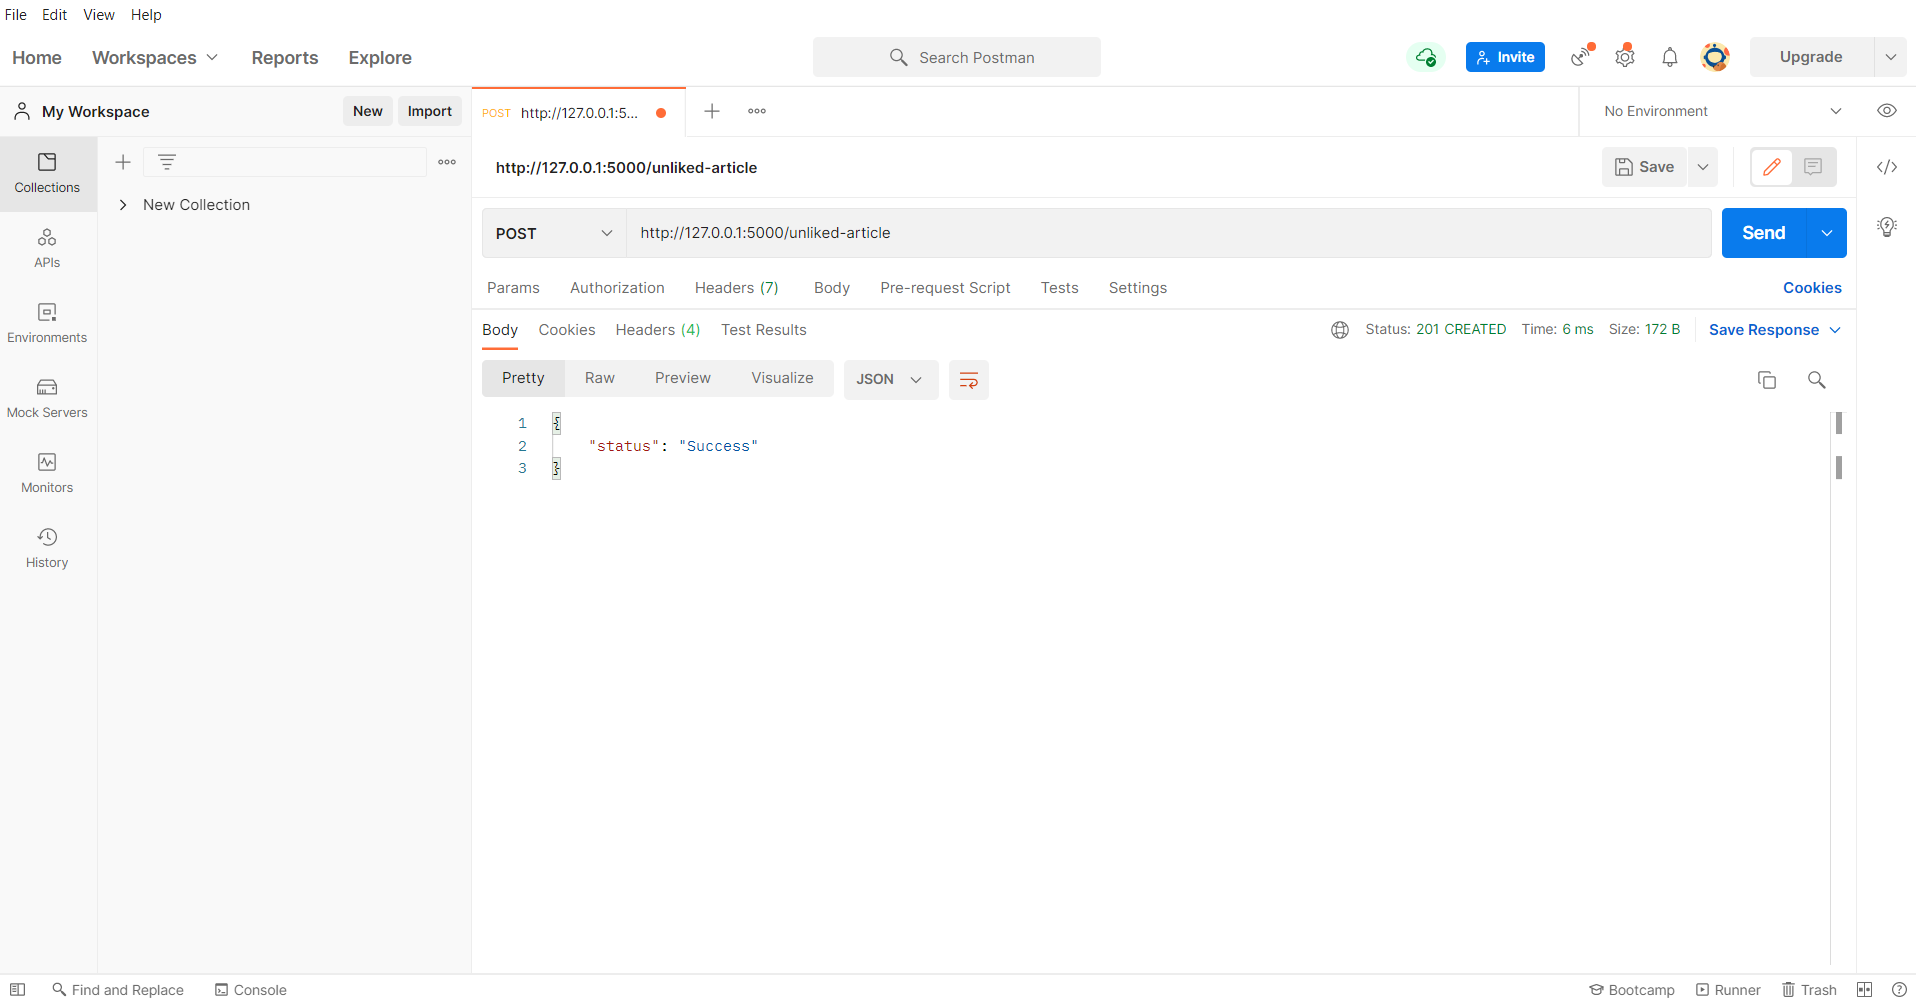 File Edit View Help
Home Workspaces Reports Explore Search Postman Invite Upgrade
My Workspace New Import POST http://127.0.0.1:5... No Environment
Collections
New Collection
APIs
Environments
Mock Servers
Monitors
History
http://127.0.0.1:5000/unliked-article Save
POST http://127.0.0.1:5000/unliked-article Send
Params Authorization Headers (7) Body Pre-request Script Tests Settings Cookies
Body Cookies Headers (4) Test Results Status: 201 CREATED Time: 6 ms Size: 172 B Save Response
Pretty Raw Preview Visualize JSON
1 {
2 "status": "Success"
3 }
Find and Replace Console Bootcamp Runner Trash